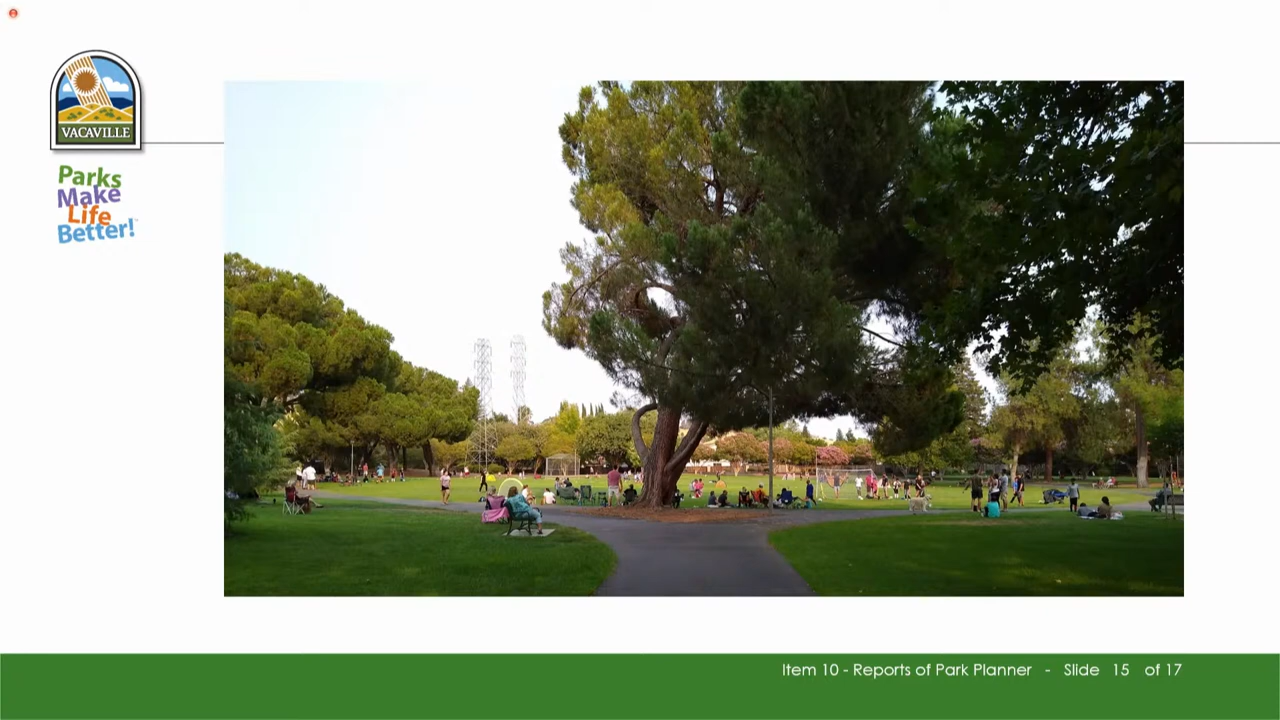 VACAVILLE
Parks
Make
Life
Better!
Item 10 - Reports of Park Planner - Slide 15 of 17